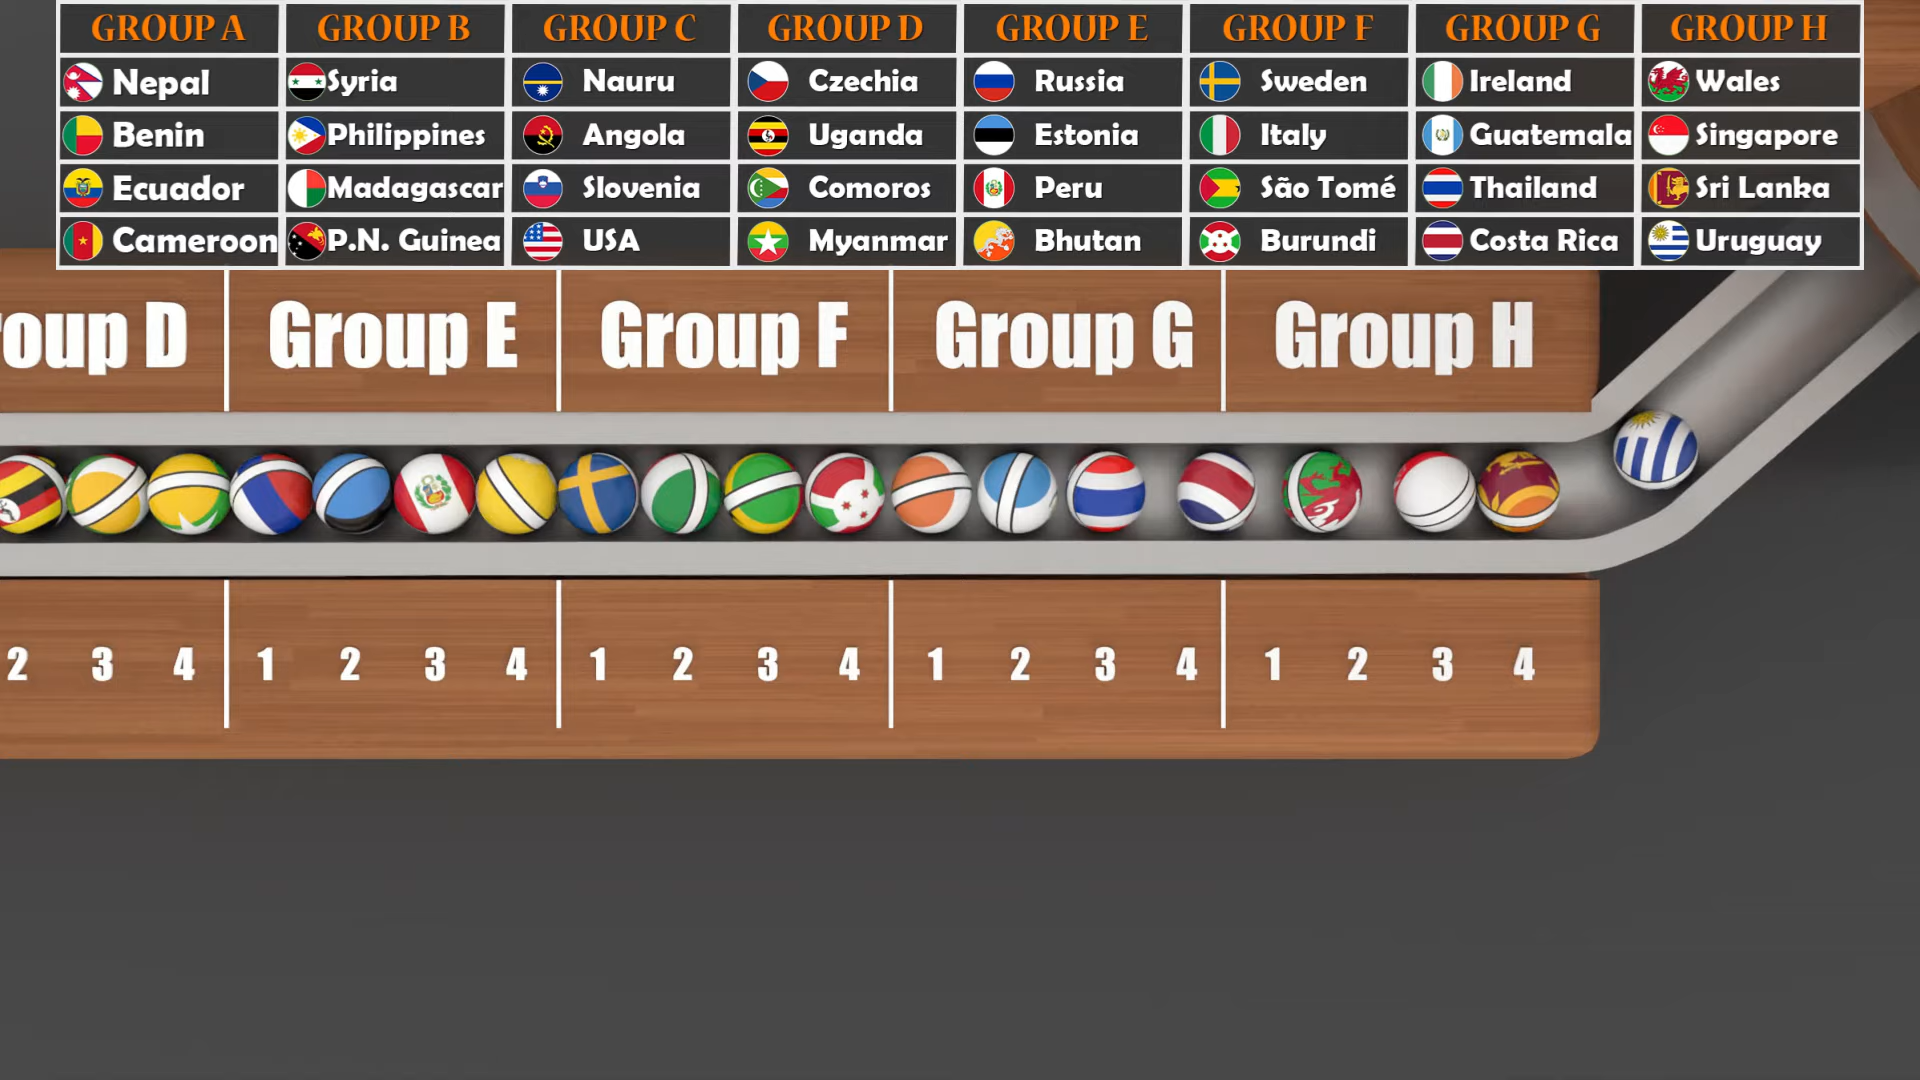 GROUP A GROUP B GROUP C GROUP D GROUP E GROUP F GROUP G GROUP H
Nepal Syria Nauru Czechia Russia Sweden Ireland Wales
Benin Philippines Angola Uganda Estonia Italy Guatemala Singapore
Ecuador Madagascar Slovenia Comoros Peru São Tomé Thailand Sri Lanka
Cameroon P.N. Guinea USA Myanmar Bhutan Burundi Costa Rica Uruguay
oup D Group E Group F Group G Group H
2 3 4 1 2 3 4 1 2 3 4 1 2 3 4 1 2 3 4